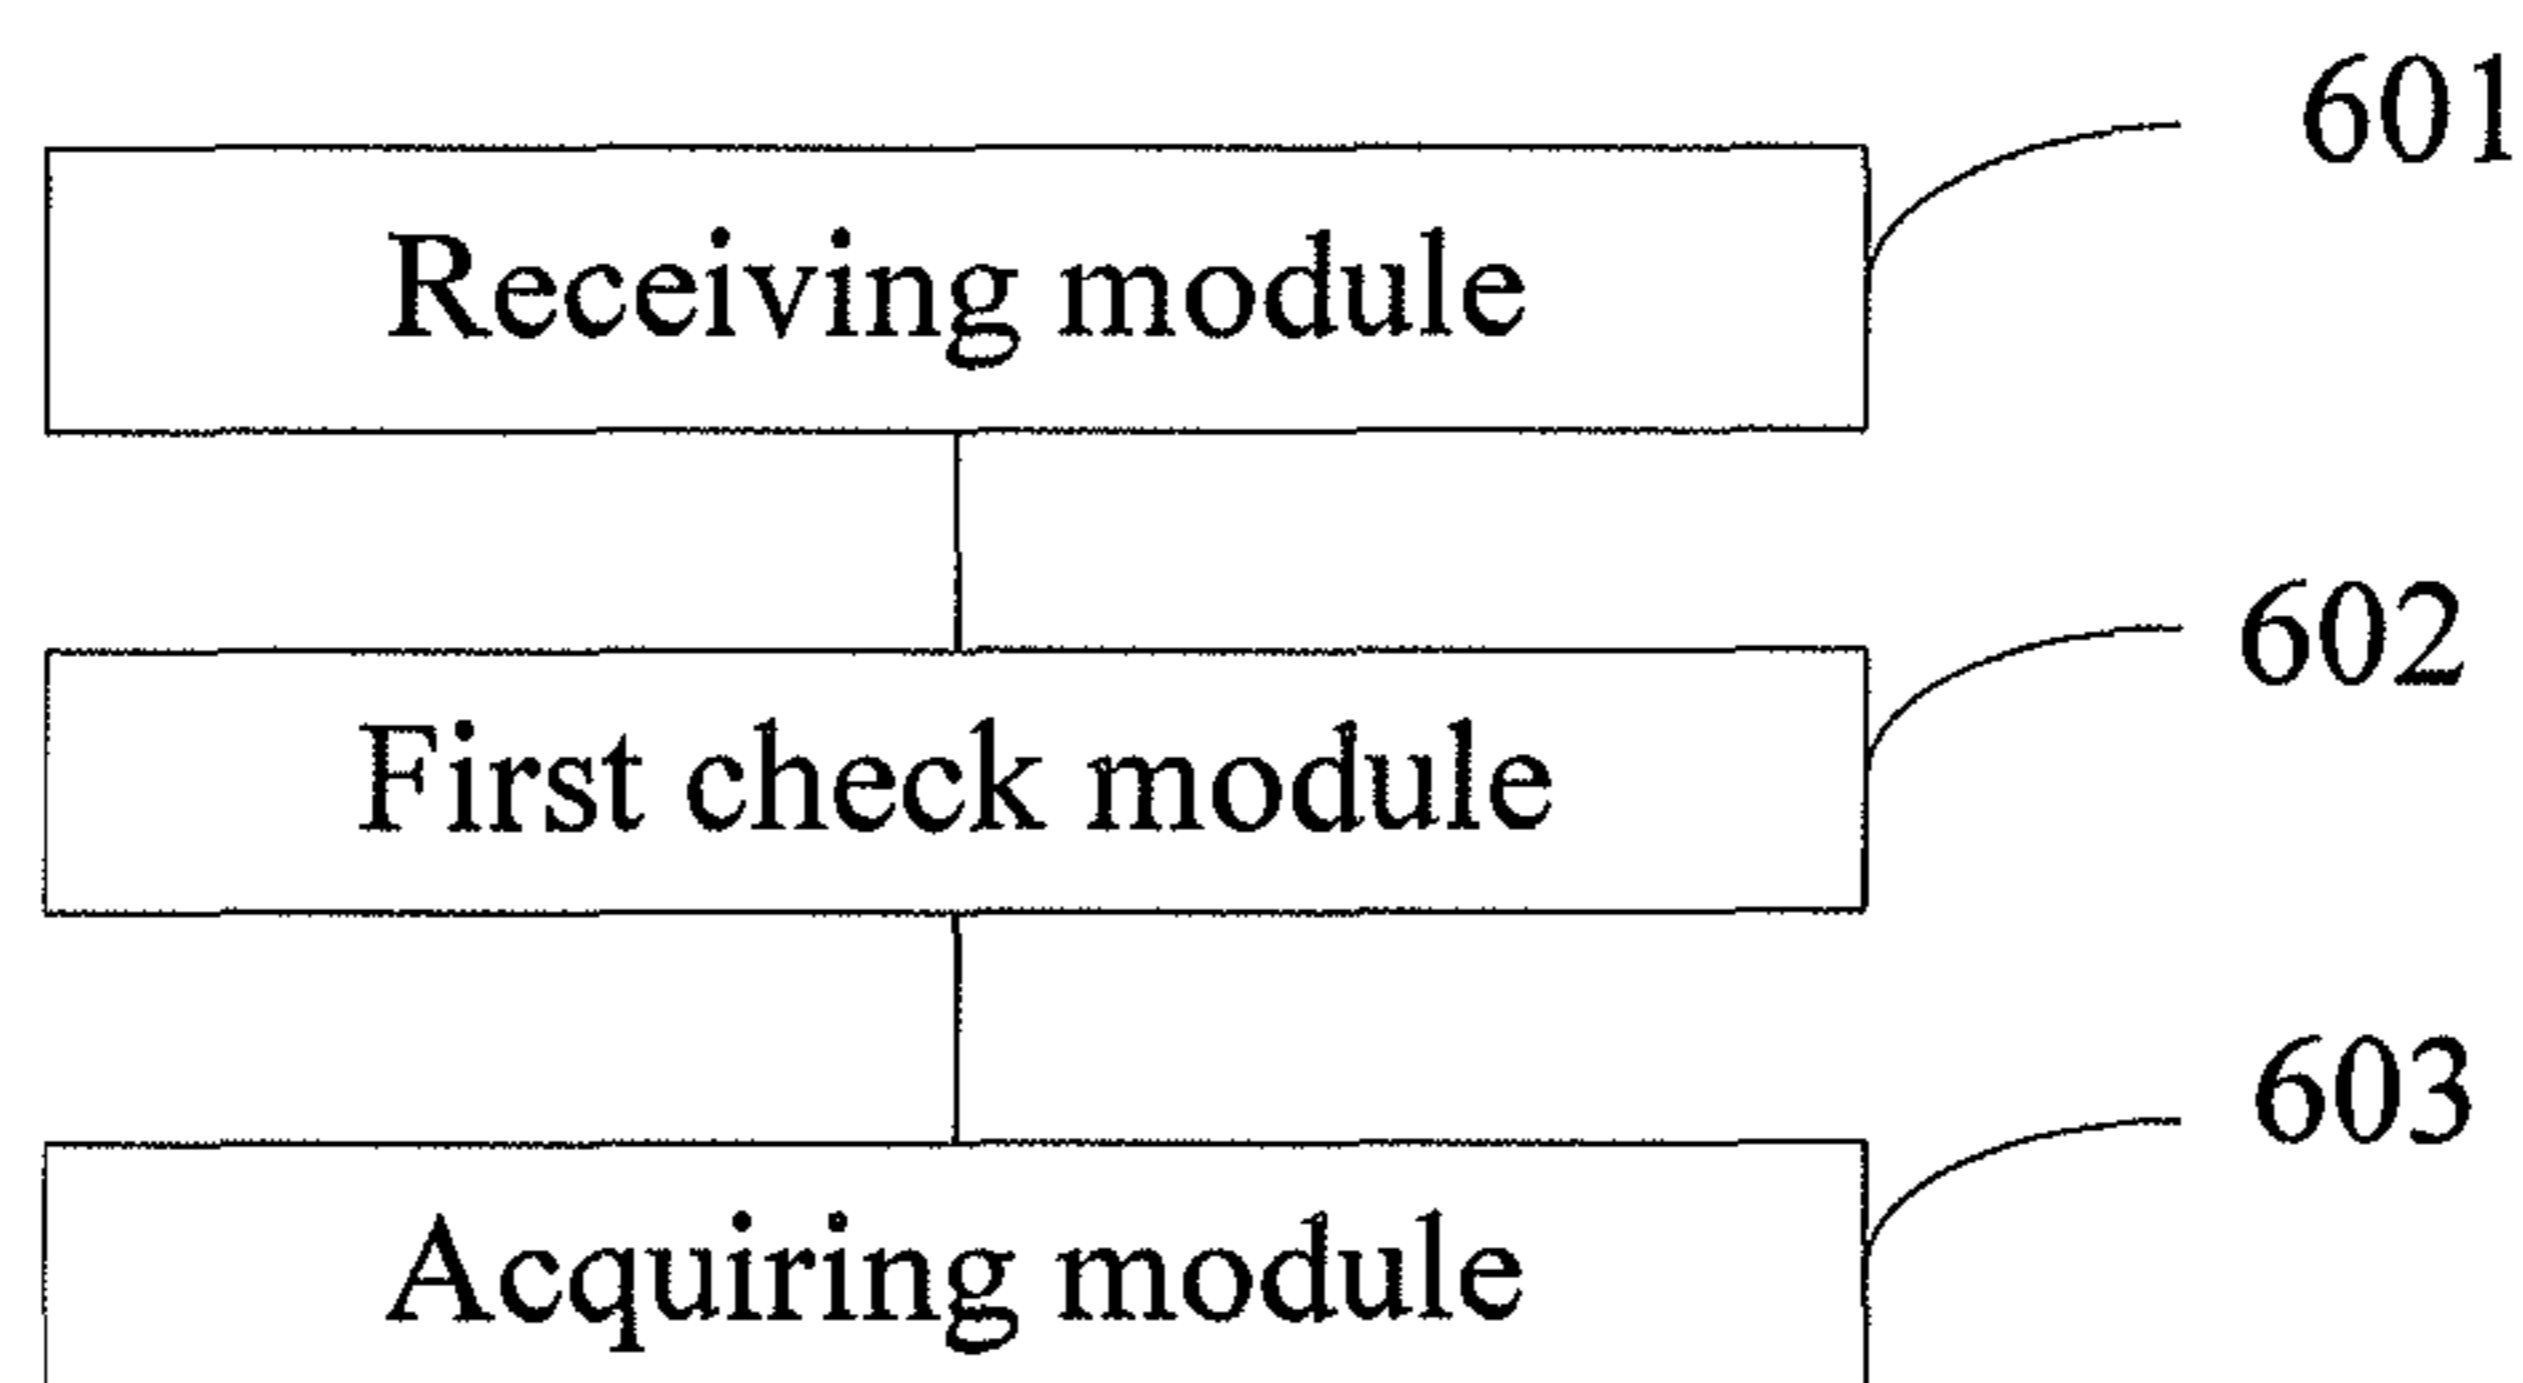 601
Receiving module
602
First check module
603
Acquiring module